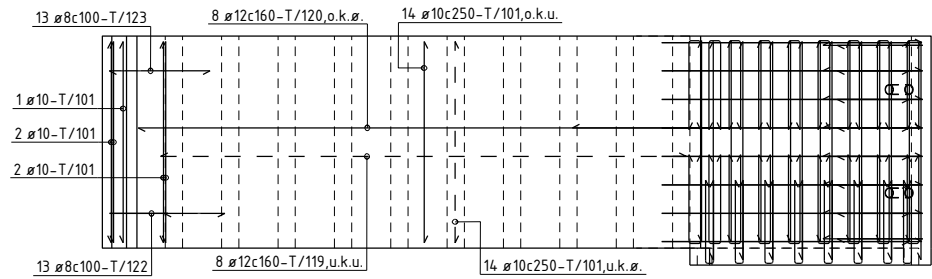 13 ø8c100-T/123
8 ø12c160-T/120,o.k.ø.
14 ø10c250-T/101,o.k.u.
1 ø10-T/101
2 ø10-T/101
2 ø10-T/101
13 ø8c100-T/122
8 ø12c160-T/119,u.k.u.
14 ø10c250-T/101,u.k.ø.